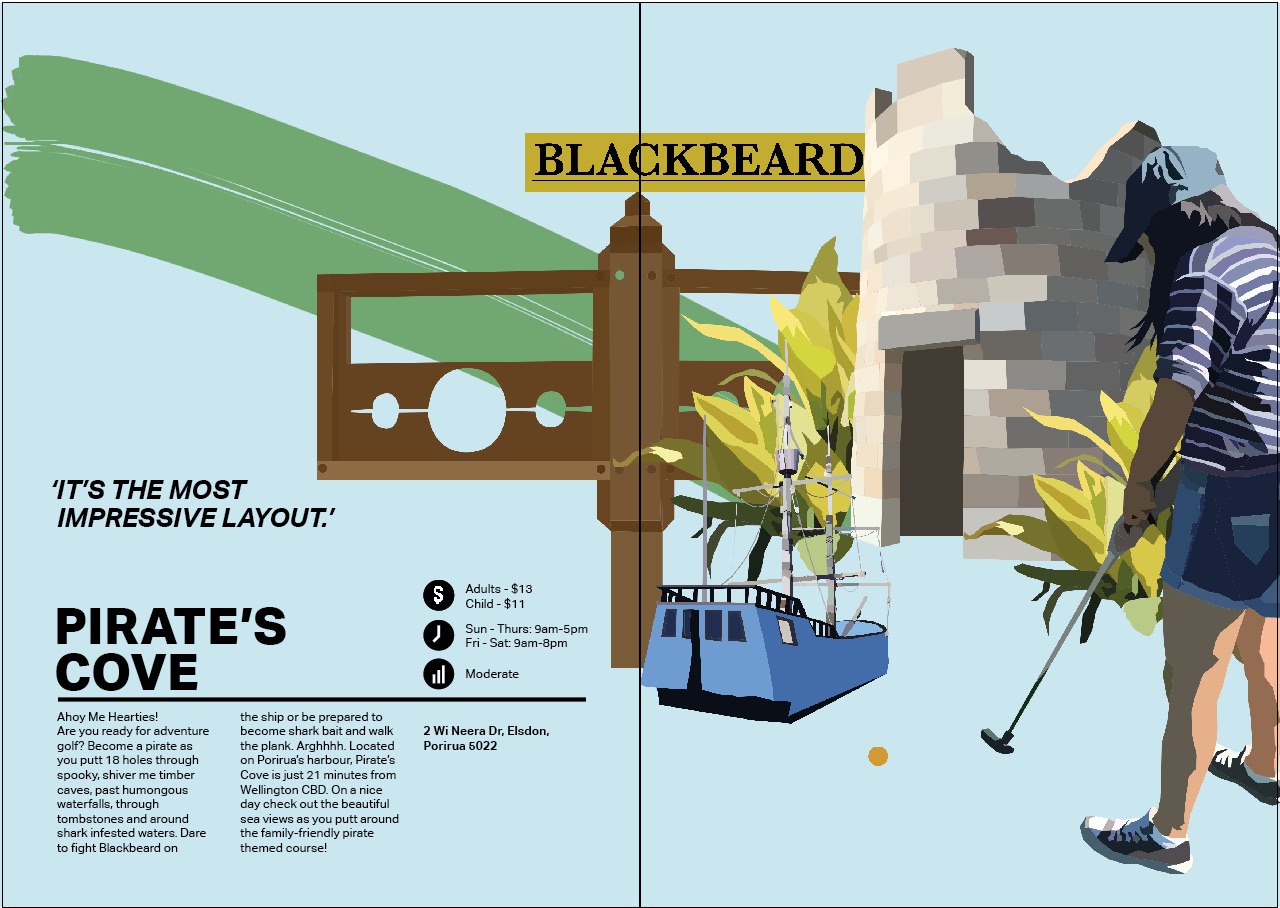 BLACKBEARD
‘IT’S THE MOST
IMPRESSIVE LAYOUT.’
PIRATE’S
COVE
$
Adults - $13
Child - $11
Sun - Thurs: 9am-5pm
Fri - Sat: 9am-8pm
Moderate
Ahoy Me Hearties!
Are you ready for adventure
golf? Become a pirate as
you putt 18 holes through
spooky, shiver me timber
caves, past humongous
waterfalls, through
tombstones and around
shark infested waters. Dare
to fight Blackbeard on
the ship or be prepared to
become shark bait and walk
the plank. Arghhhh. Located
on Porirua’s harbour, Pirate’s
Cove is just 21 minutes from
Wellington CBD. On a nice
day check out the beautiful
sea views as you putt around
the family-friendly pirate
themed course!
2 Wi Neera Dr, Elsdon,
Porirua 5022